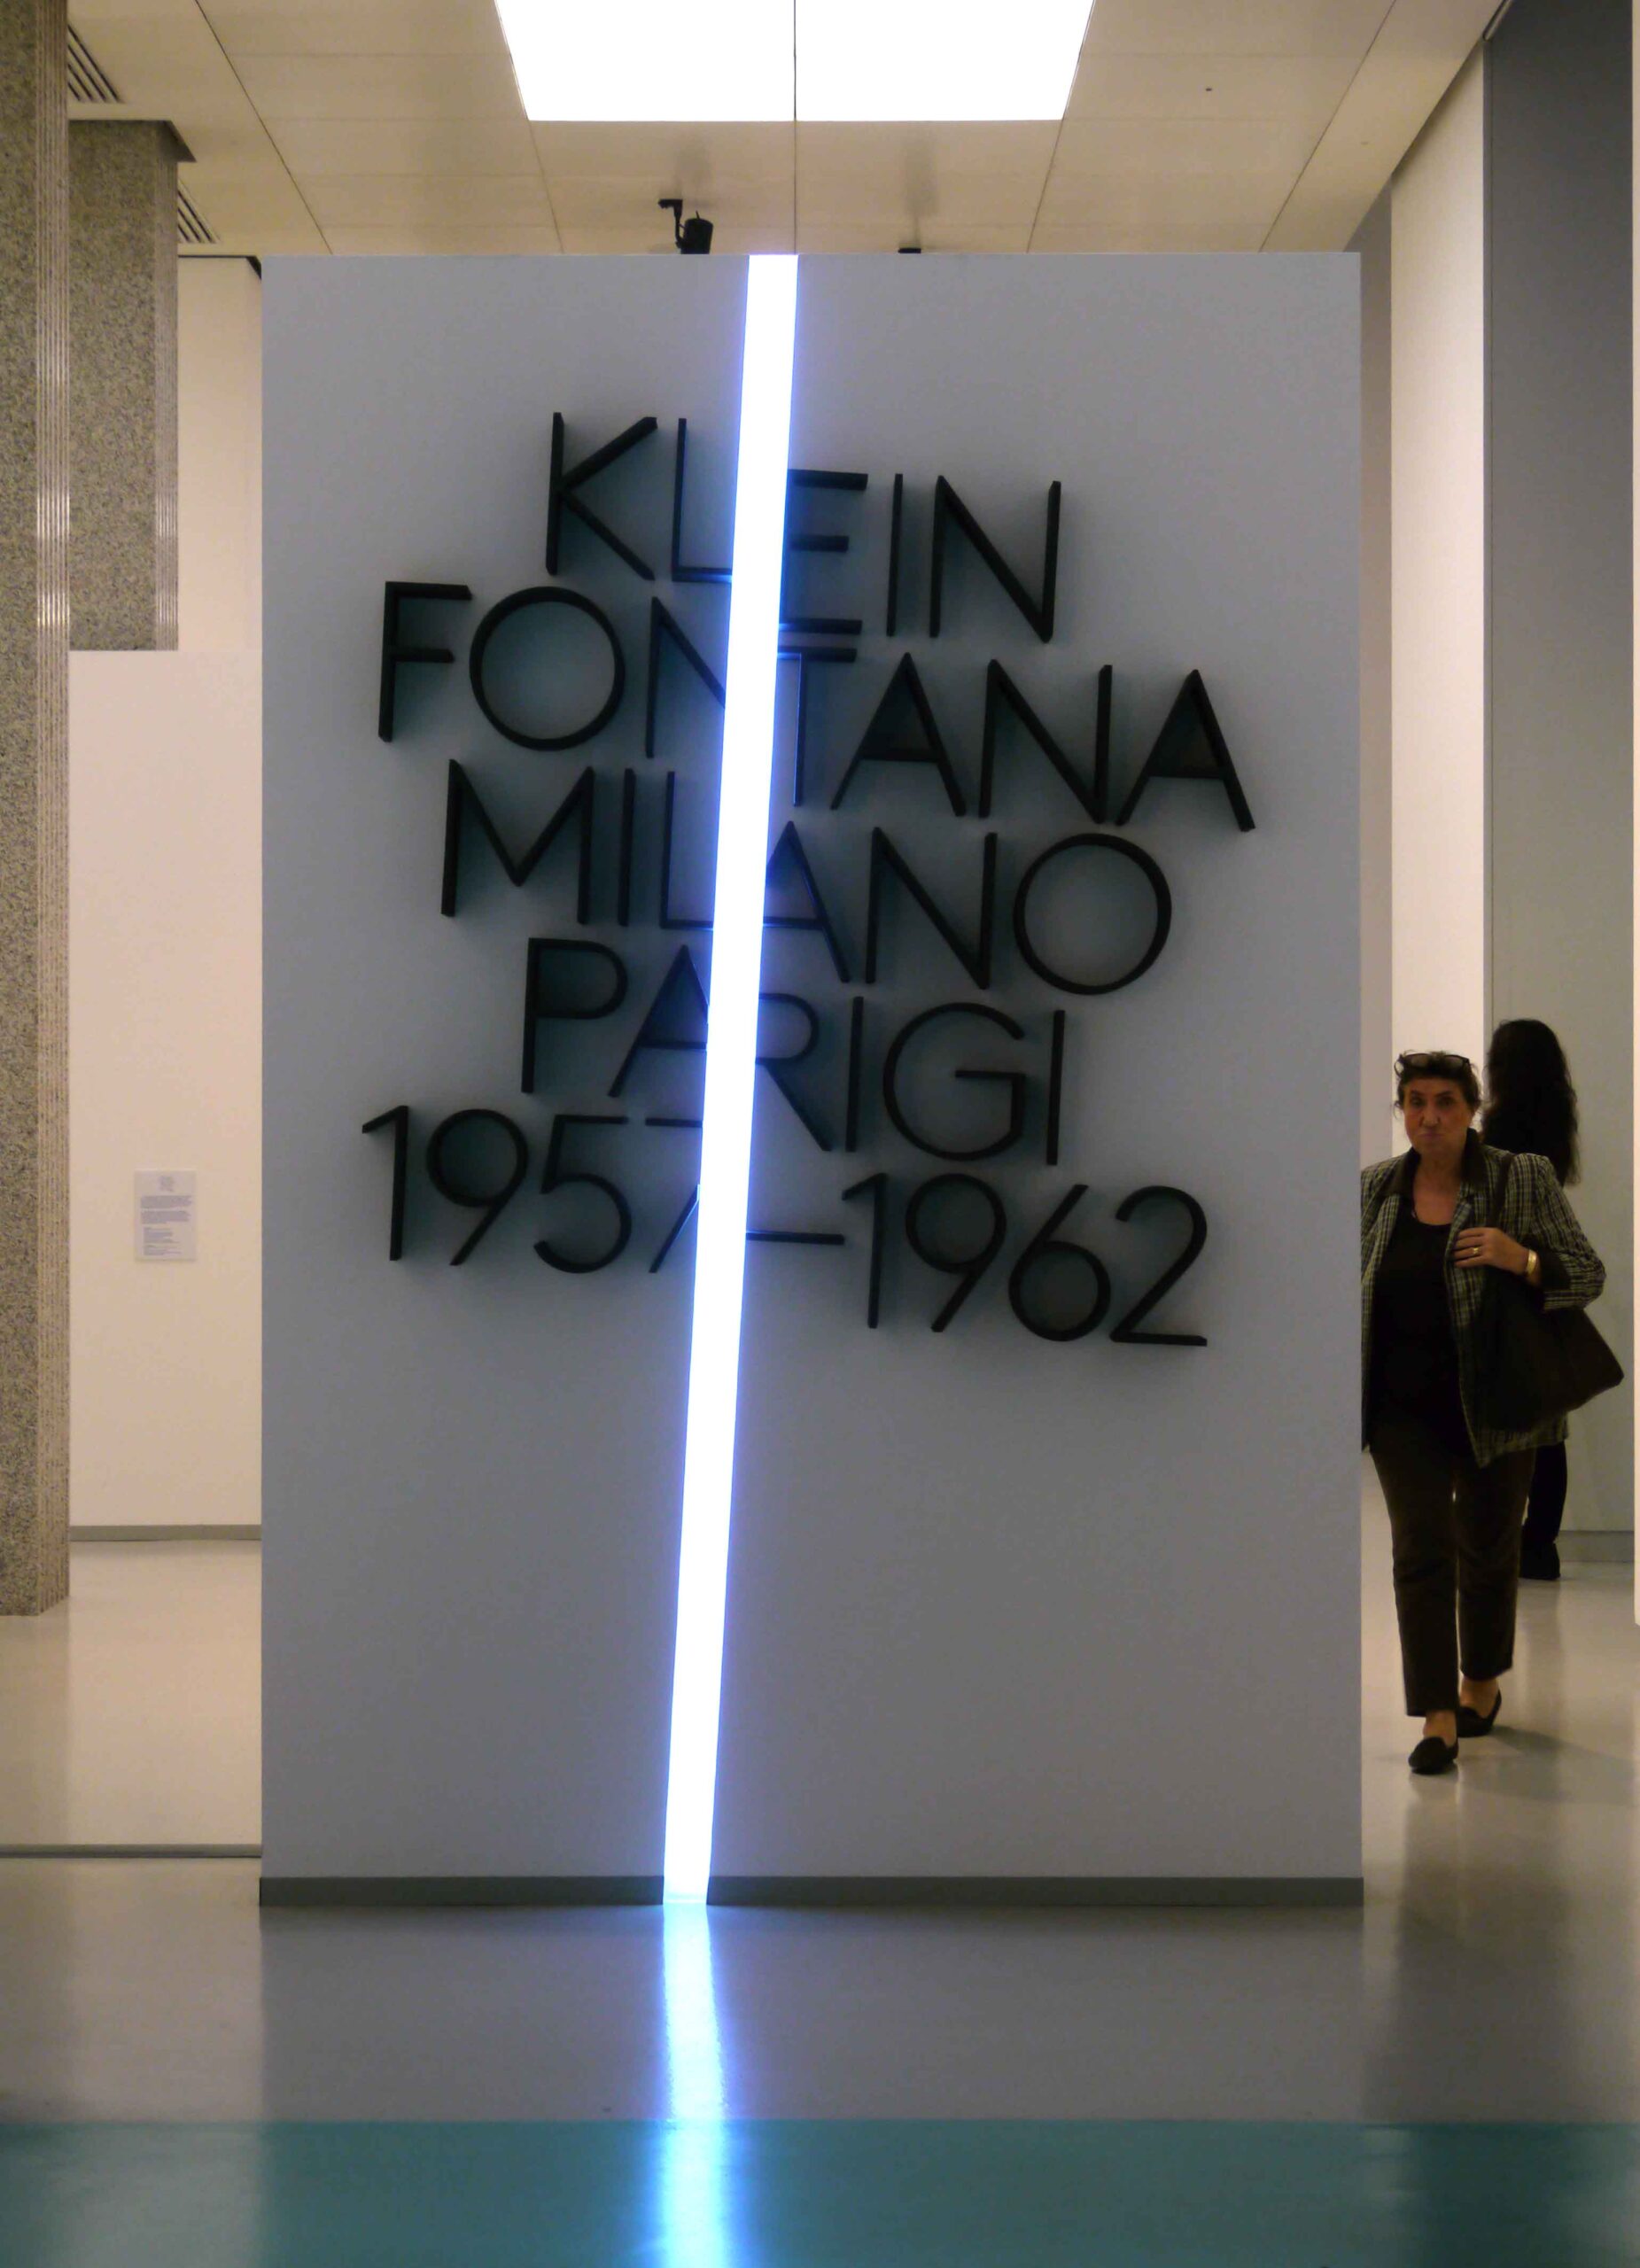 KLEIN
FONTANA
MILANO
PARIGI
1957–1962